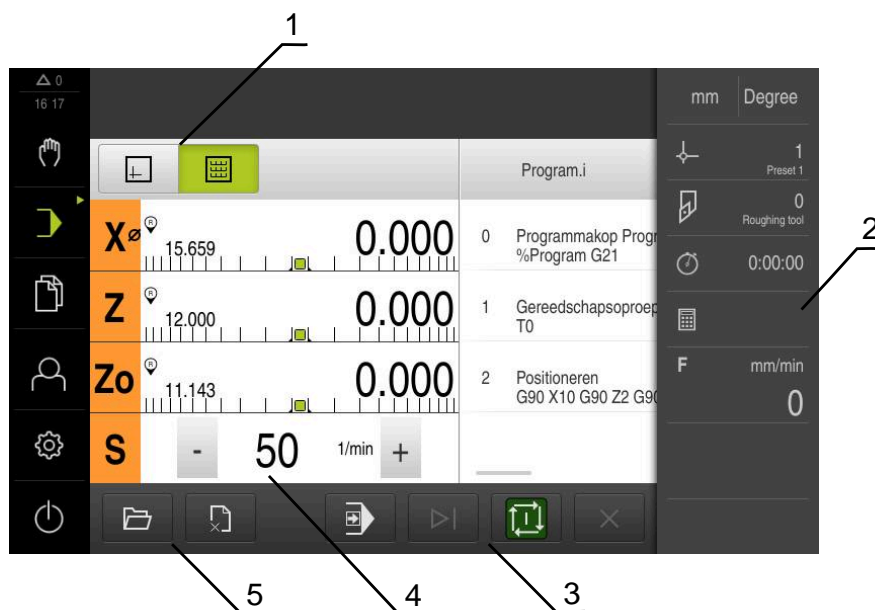 1
0
16 17
mm Degree
1
Preset 1
Program.i
0
Roughing tool
2
X⌀ R 15.659 0.000
0 Programmakop Progr
%Program G21
0:00:00
Z R 12.000 0.000
1 Gereedschapsoproep
T0
Zo R 11.143 0.000
2 Positioneren
G90 X10 G90 Z2 G90
F mm/min
0
S - 50 1/min +
5 4 3